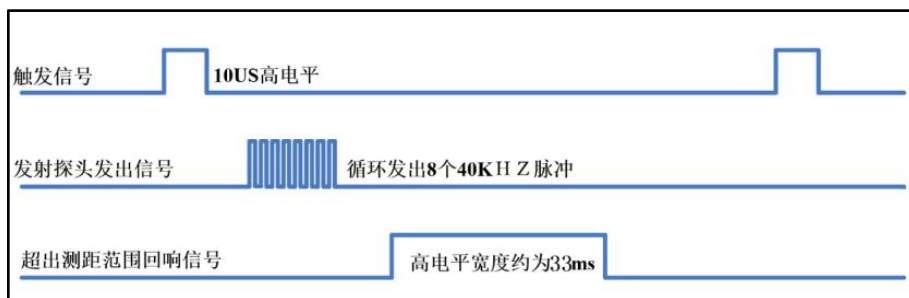 触发信号 10US高电平
发射探头发出信号 循环发出8个40KＨＺ脉冲
超出测距范围回响信号 高电平宽度约为33ms